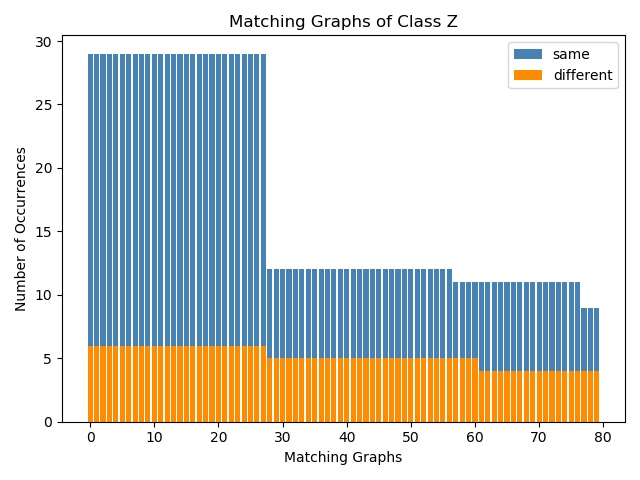 Matching Graphs of Class Z
30
25
20
15
10
5
0
Number of Occurrences
same
different
0 10 20 30 40 50 60 70 80
Matching Graphs